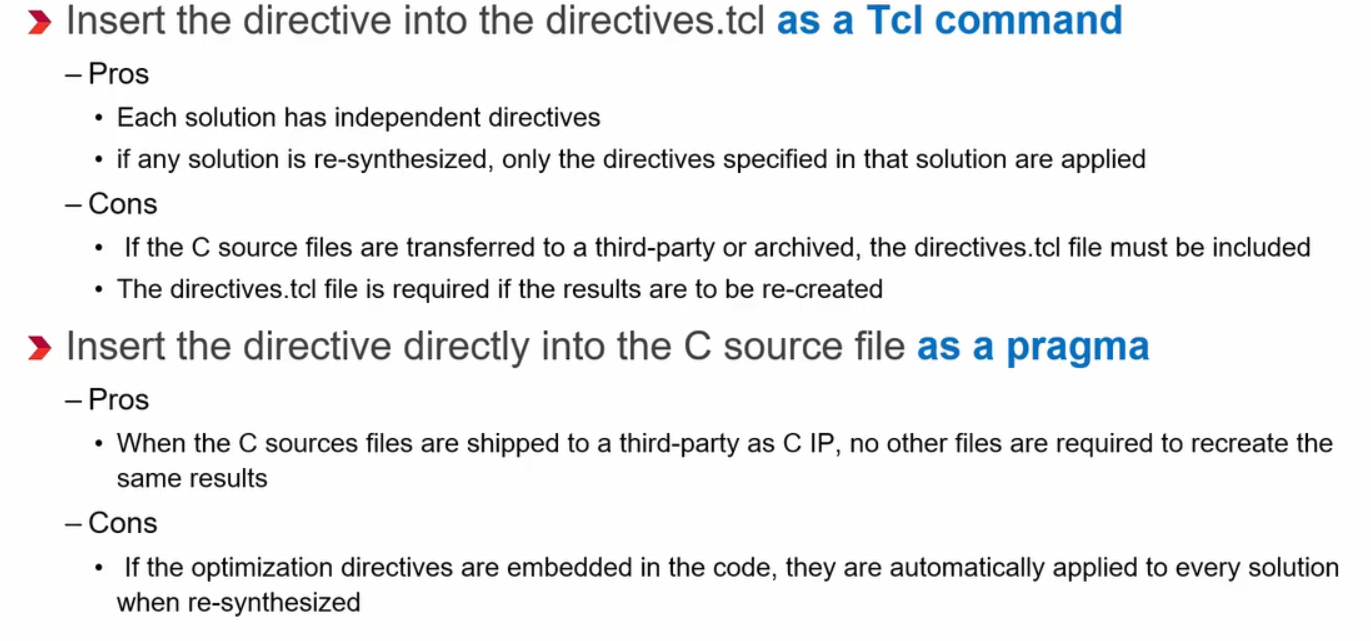 Insert the directive into the directives.tcl as a Tcl command
– Pros
• Each solution has independent directives
• if any solution is re-synthesized, only the directives specified in that solution are applied
– Cons
• If the C source files are transferred to a third-party or archived, the directives.tcl file must be included
• The directives.tcl file is required if the results are to be re-created
Insert the directive directly into the C source file as a pragma
– Pros
• When the C sources files are shipped to a third-party as C IP, no other files are required to recreate the
same results
– Cons
• If the optimization directives are embedded in the code, they are automatically applied to every solution
when re-synthesized